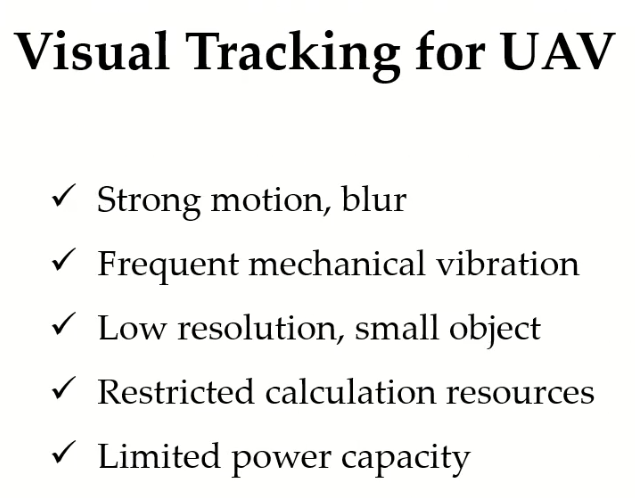 Visual Tracking for UAV
✓ Strong motion, blur
✓ Frequent mechanical vibration
✓ Low resolution, small object
✓ Restricted calculation resources
✓ Limited power capacity